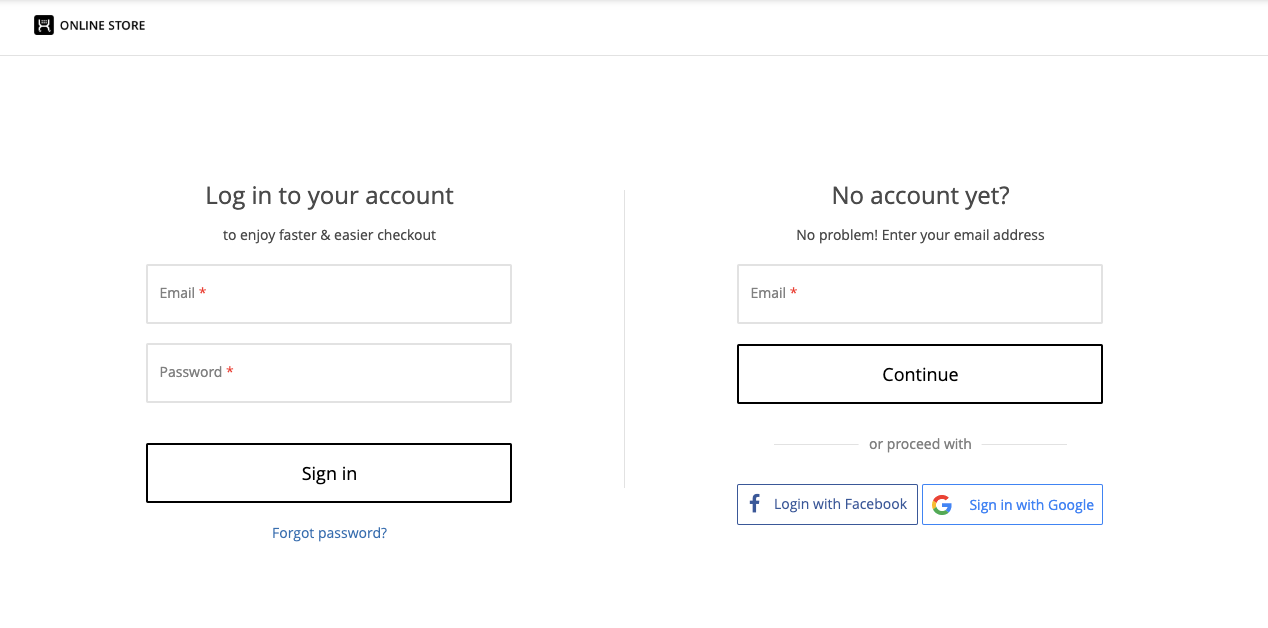 ONLINE STORE
Log in to your account
to enjoy faster & easier checkout
Email *
Password *
Sign in
Forgot password?
No account yet?
No problem! Enter your email address
Email *
Continue
or proceed with
Login with Facebook
Sign in with Google